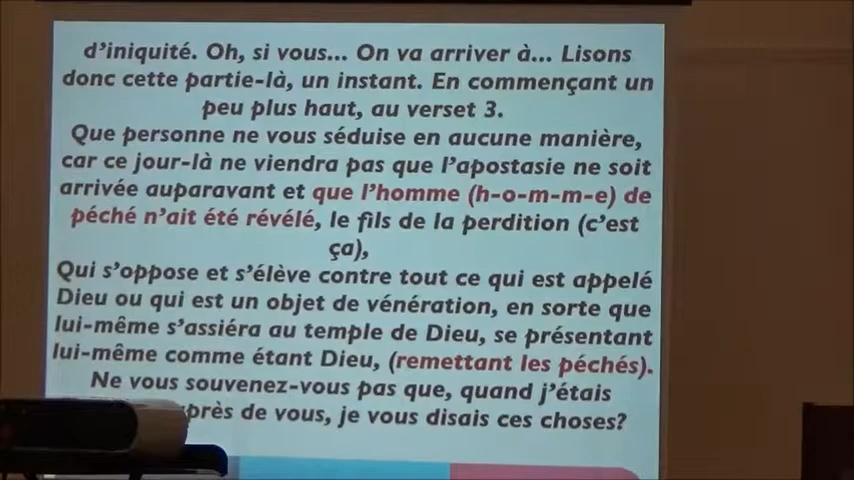 d'iniquité. Oh, si vous... On va arriver à... Lisons
donc cette partie-là, un instant. En commençant un
peu plus haut, au verset 3.
Que personne ne vous séduise en aucune manière,
car ce jour-là ne viendra pas que l'apostasie ne soit
arrivée auparavant et que l'homme (h-o-m-m-e) de
péché n'ait été révélé, le fils de la perdition (c'est
ça),
Qui s'oppose et s'élève contre tout ce qui est appelé
Dieu ou qui est un objet de vénération, en sorte que
lui-même s'assiéra au temple de Dieu, se présentant
lui-même comme étant Dieu, (remettant les péchés).
Ne vous souvenez-vous pas que, quand j'étais
près de vous, je vous disais ces choses?